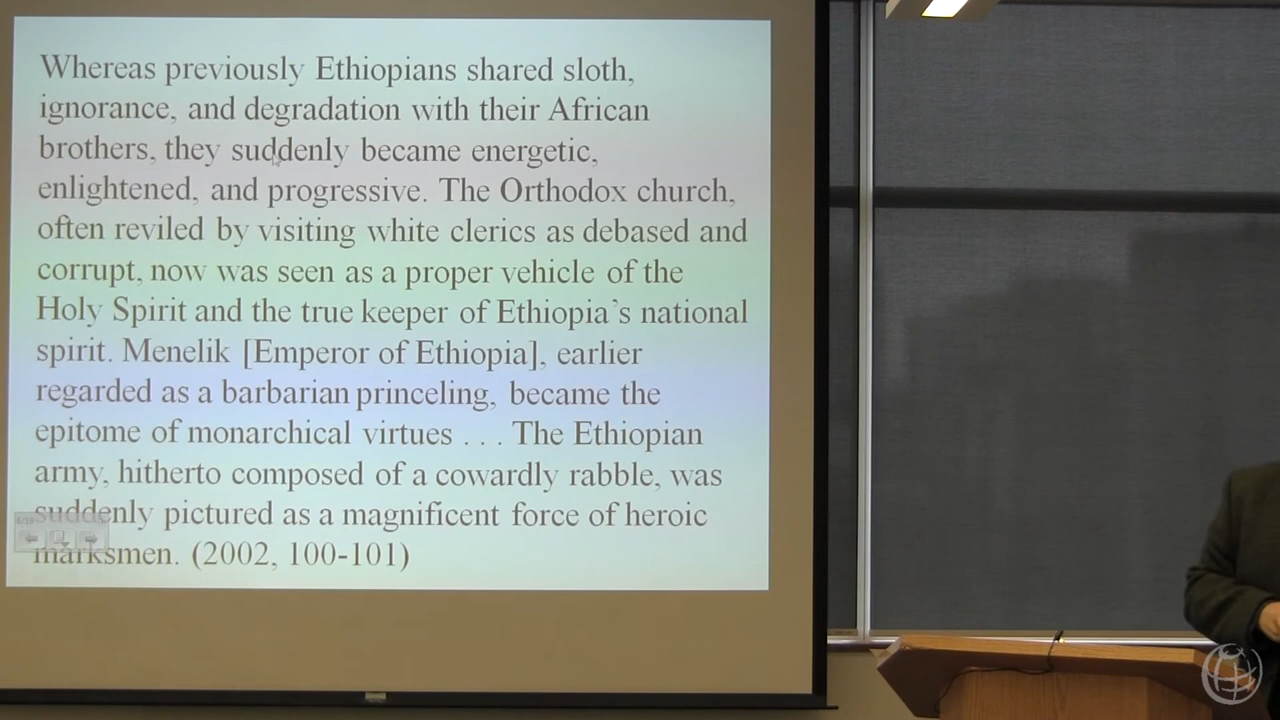 Whereas previously Ethiopians shared sloth,
ignorance, and degradation with their African
brothers, they suddenly became energetic,
enlightened, and progressive. The Orthodox church,
often reviled by visiting white clerics as debased and
corrupt, now was seen as a proper vehicle of the
Holy Spirit and the true keeper of Ethiopia's national
spirit. Menelik [Emperor of Ethiopia], earlier
regarded as a barbarian princeling, became the
epitome of monarchical virtues . . . The Ethiopian
army, hitherto composed of a cowardly rabble, was
suddenly pictured as a magnificent force of heroic
marksmen. (2002, 100-101)